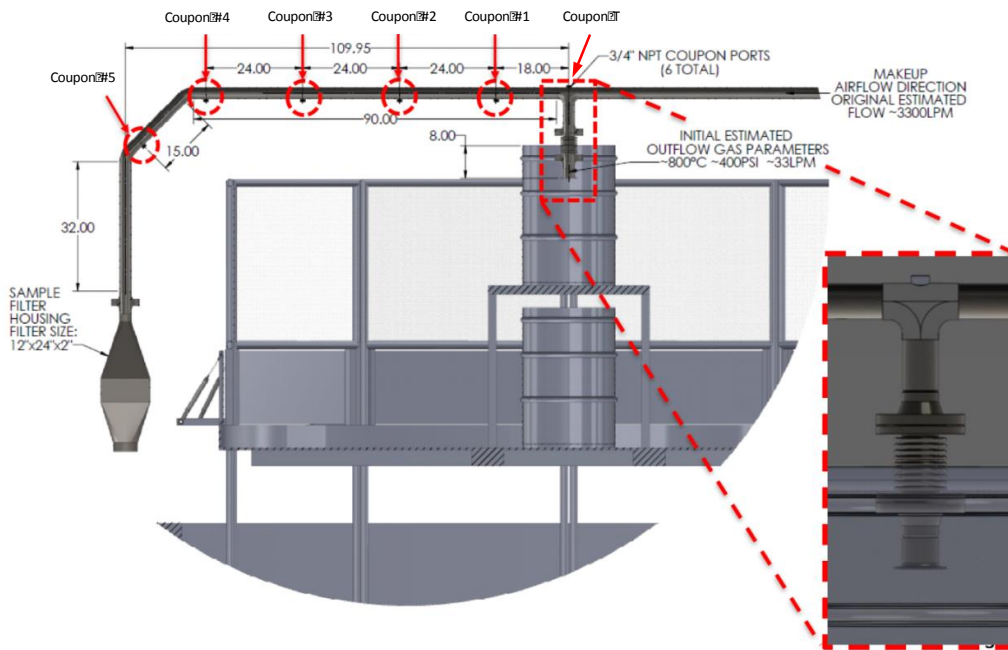 Coupon#4
Coupon#3
Coupon#2
Coupon#1
Coupon T
109.95
3/4" NPT COUPON PORTS
(6 TOTAL)
Coupon#5
24.00
24.00
24.00
18.00
MAKEUP
AIRFLOW DIRECTION
ORIGINAL ESTIMATED
FLOW ~3300LPM
90.00
8.00
15.00
INITIAL ESTIMATED
OUTFLOW GAS PARAMETERS
~800°C ~400PSI ~33LPM
32.00
SAMPLE
FILTER
HOUSING
FILTER SIZE:
12"x24"x2"